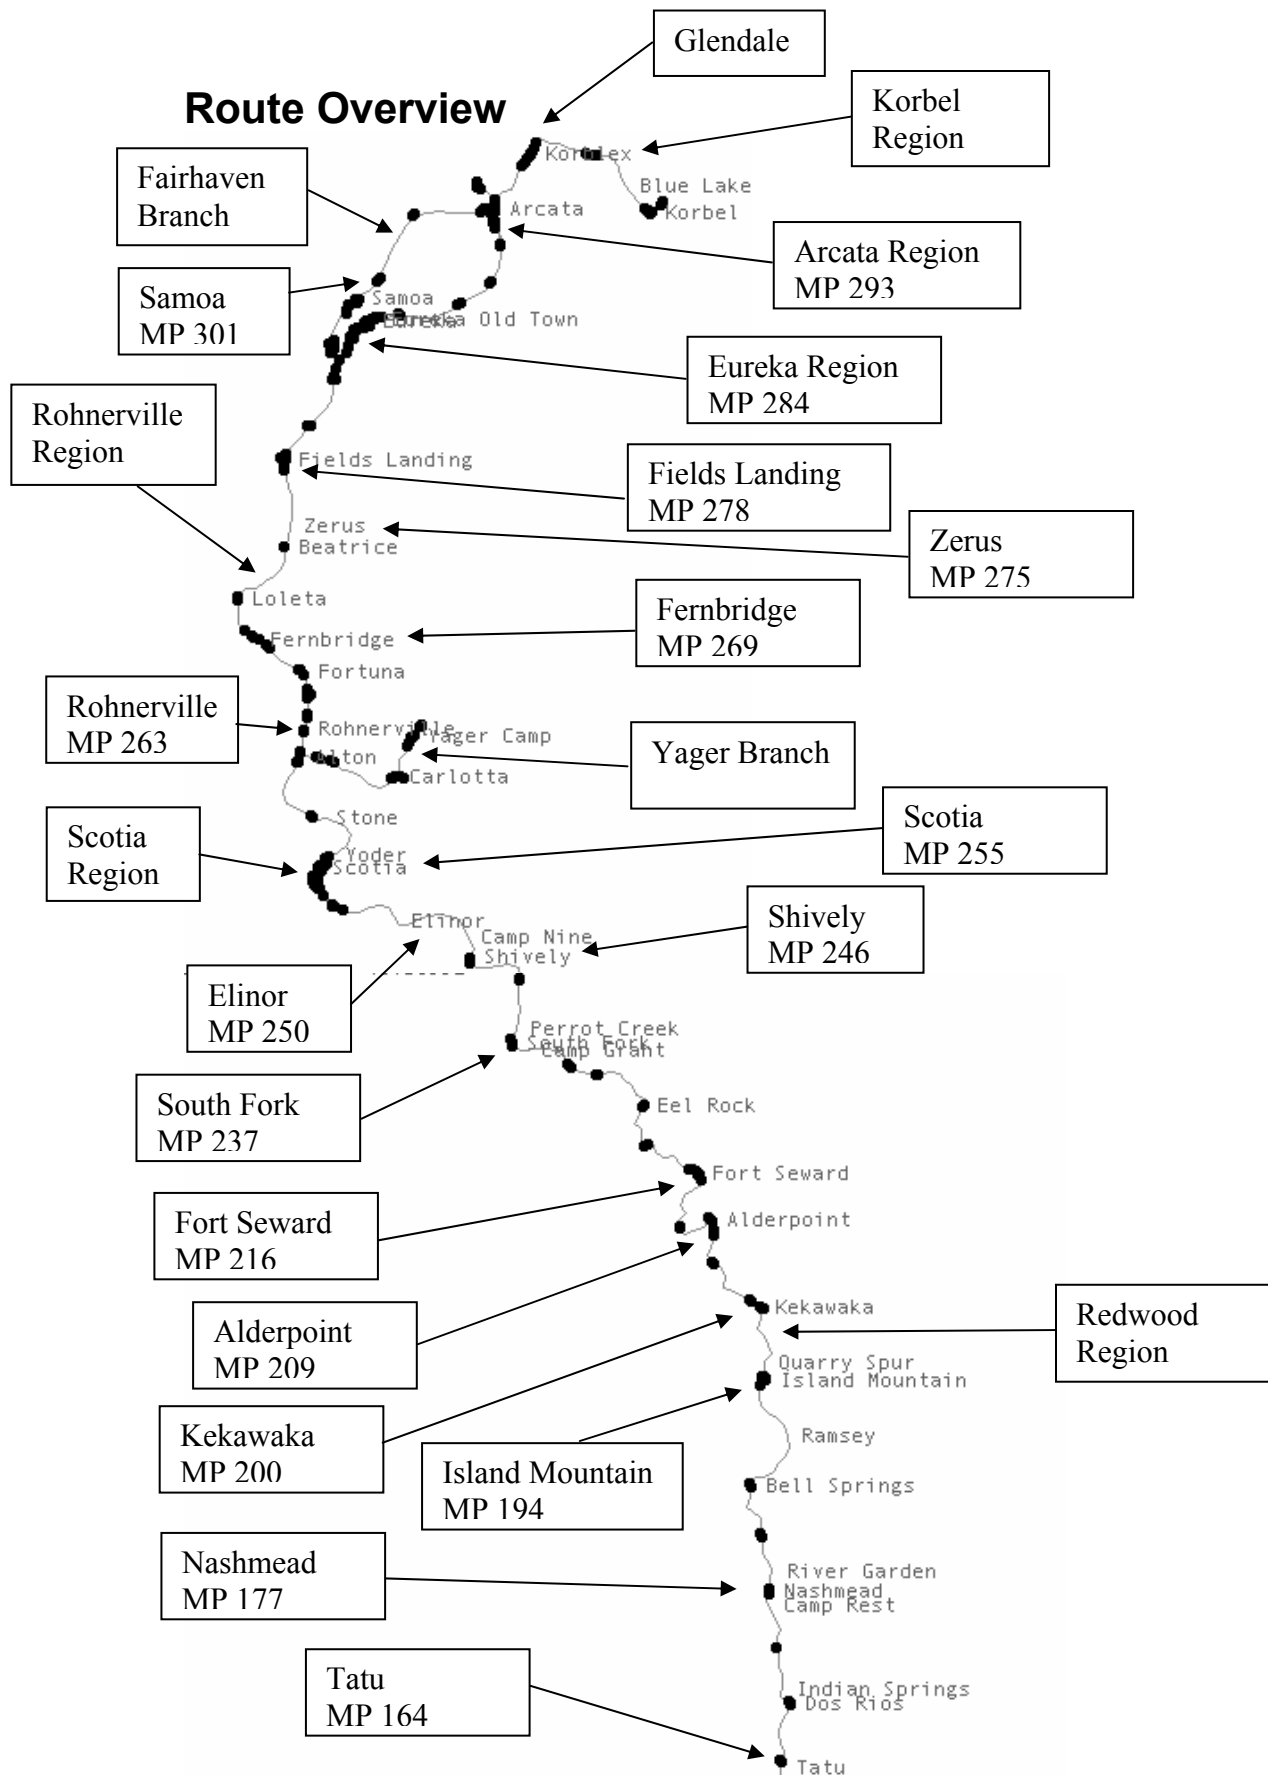 Glendale
Route Overview
Korbel
Region
Korblex
Fairhaven
Branch
Blue Lake
Arcata
Korbel
Arcata Region
MP 293
Samoa
MP 301
Samoa
Eureka Old Town
Eureka
Eureka Region
MP 284
Rohnerville
Region
Fields Landing
Fields Landing
MP 278
Zerus
Beatrice
Zerus
MP 275
Loleta
Fernbridge
MP 269
Fernbridge
Fortuna
Rohnerville
MP 263
Rohnerville
Yager Camp
Alton
Carlotta
Yager Branch
Stone
Scotia
MP 255
Scotia
Region
Yoder
Scotia
Elinor
Camp Nine
Shively
Shively
MP 246
Elinor
MP 250
Perrot Creek
South Fork
Camp Grant
South Fork
MP 237
Eel Rock
Fort Seward
Fort Seward
MP 216
Alderpoint
Kekawaka
Redwood
Region
Alderpoint
MP 209
Quarry Spur
Island Mountain
Kekawaka
MP 200
Ramsey
Island Mountain
MP 194
Bell Springs
Nashmead
MP 177
River Garden
Nashmead
Camp Rest
Tatu
MP 164
Indian Springs
Dos Rios
Tatu